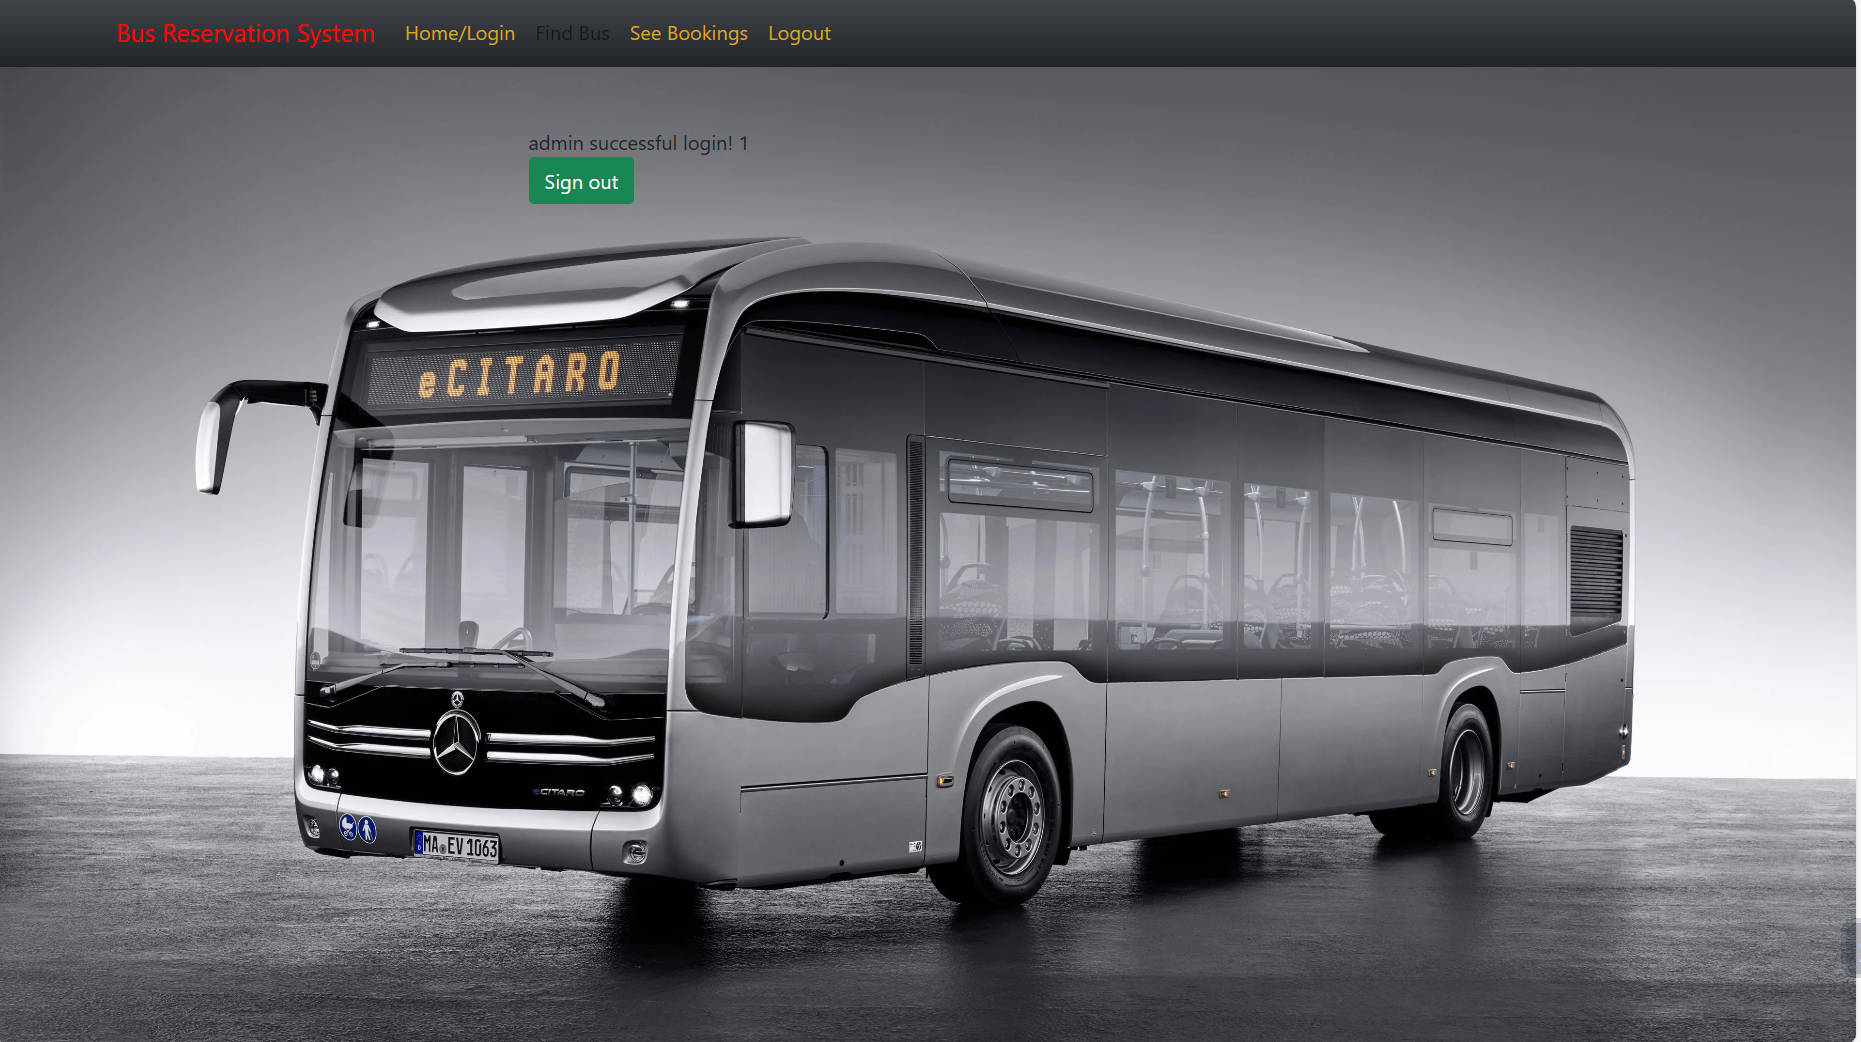 Bus Reservation System Home/Login Find Bus See Bookings Logout
admin successful login! 1
Sign out
eCITARO
eCITARO
MA EV 1063